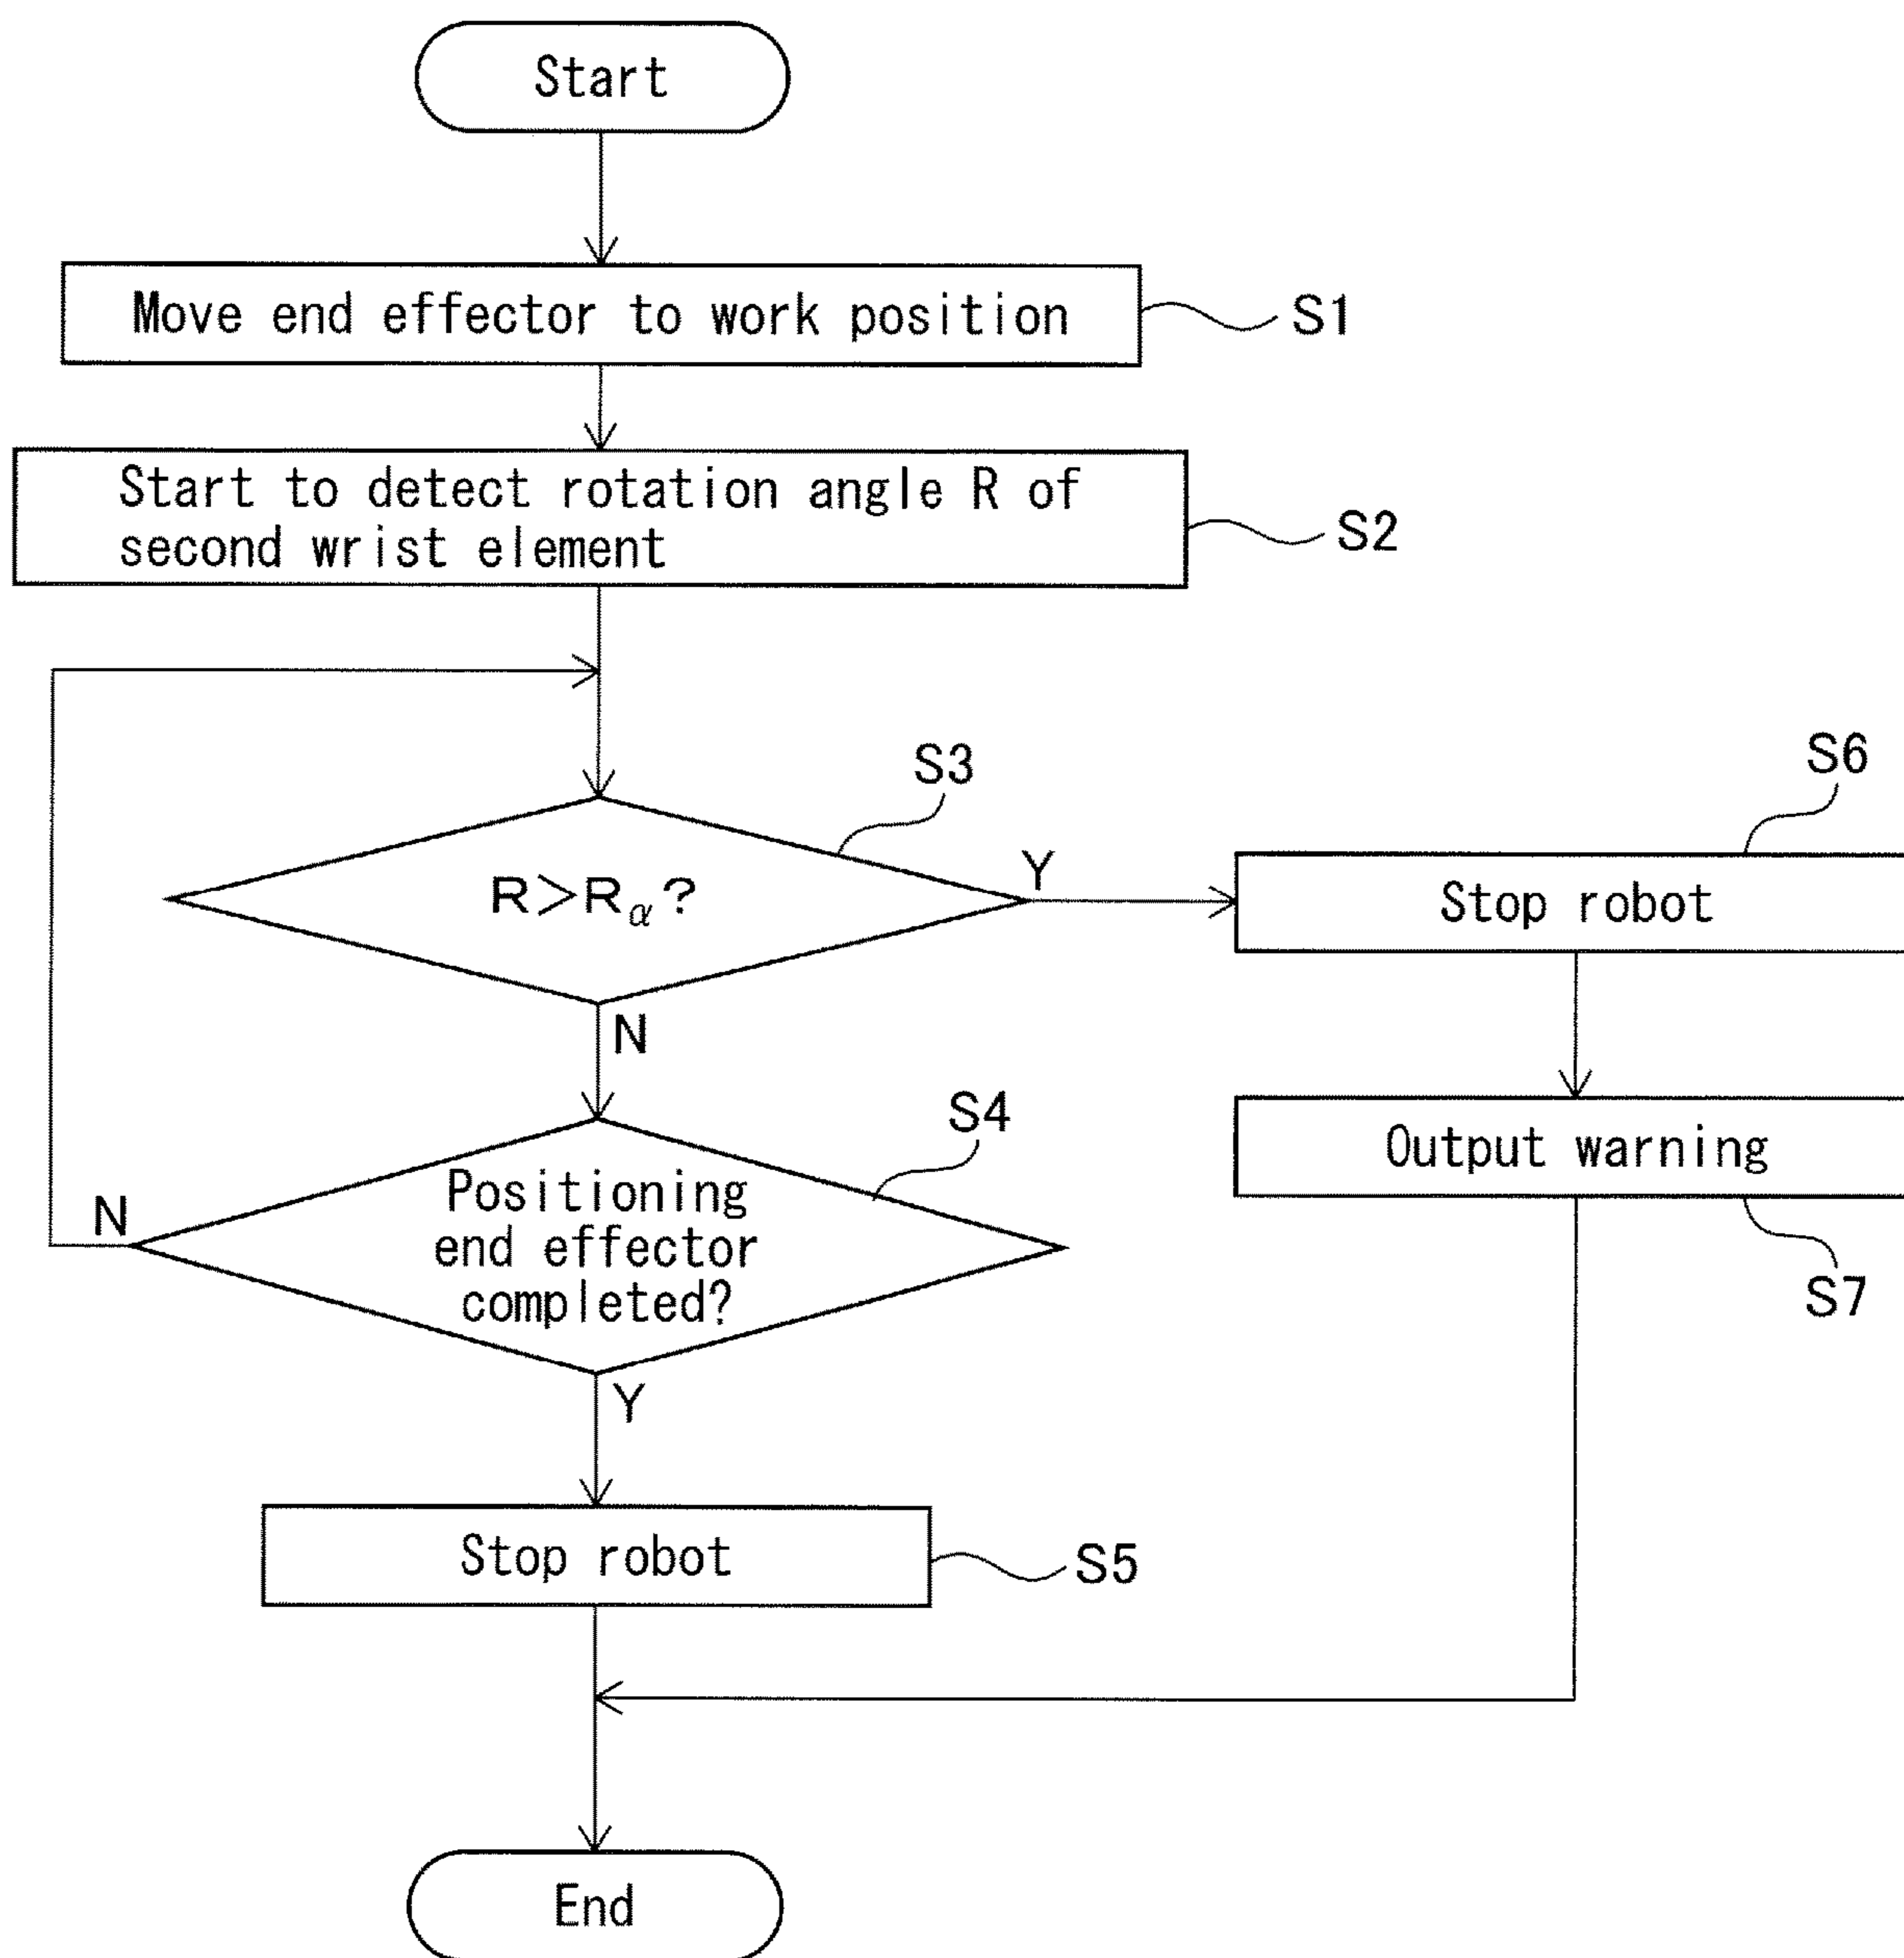 Start
Move end effector to work position
S1
Start to detect rotation angle R of
second wrist element
S2
S3
R>Rα?
Y
N
S6
Stop robot
S4
Positioning
end effector
completed?
N
Y
Output warning
S7
Stop robot
S5
End